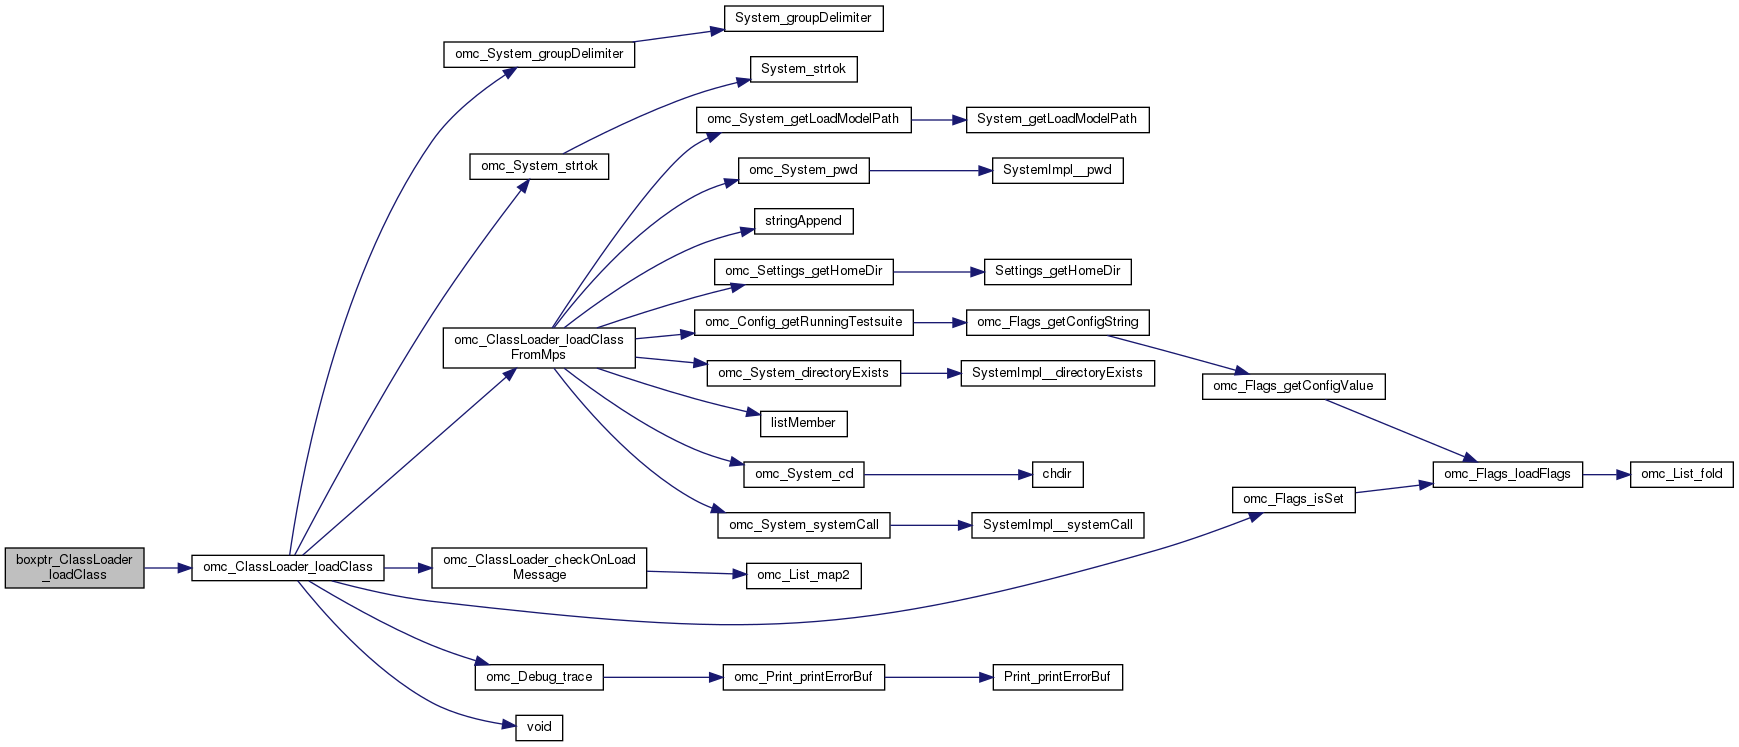 System_groupDelimiter
omc_System_groupDelimiter
System_strtok
omc_System_getLoadModelPath
System_getLoadModelPath
omc_System_strtok
omc_System_pwd
SystemImpl__pwd
stringAppend
omc_Settings_getHomeDir
Settings_getHomeDir
omc_Config_getRunningTestsuite
omc_Flags_getConfigString
omc_ClassLoader_loadClass
FromMps
omc_System_directoryExists
SystemImpl__directoryExists
omc_Flags_getConfigValue
listMember
omc_System_cd
chdir
omc_Flags_loadFlags
omc_List_fold
omc_Flags_isSet
omc_System_systemCall
SystemImpl__systemCall
boxptr_ClassLoader
_loadClass
omc_ClassLoader_loadClass
omc_ClassLoader_checkOnLoad
Message
omc_List_map2
omc_Debug_trace
omc_Print_printErrorBuf
Print_printErrorBuf
void